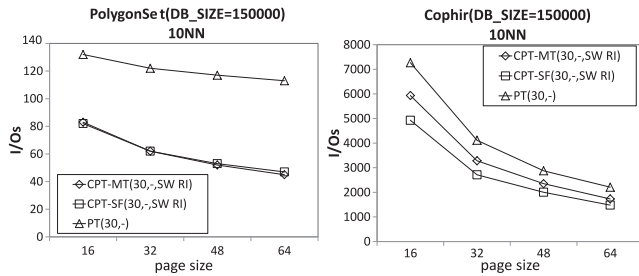 PolygonSet(DB_SIZE=150000)
10NN
I/Os
140
120
100
80
60
40
20
0
CPT-MT(30,-,SW RI)
CPT-SF(30,-,SW RI)
PT(30,-)
16 32 48 64
page size
Cophir(DB_SIZE=150000)
10NN
I/Os
8000
7000
6000
5000
4000
3000
2000
1000
0
CPT-MT(30,-,SW RI)
CPT-SF(30,-,SW RI)
PT(30,-)
16 32 48 64
page size